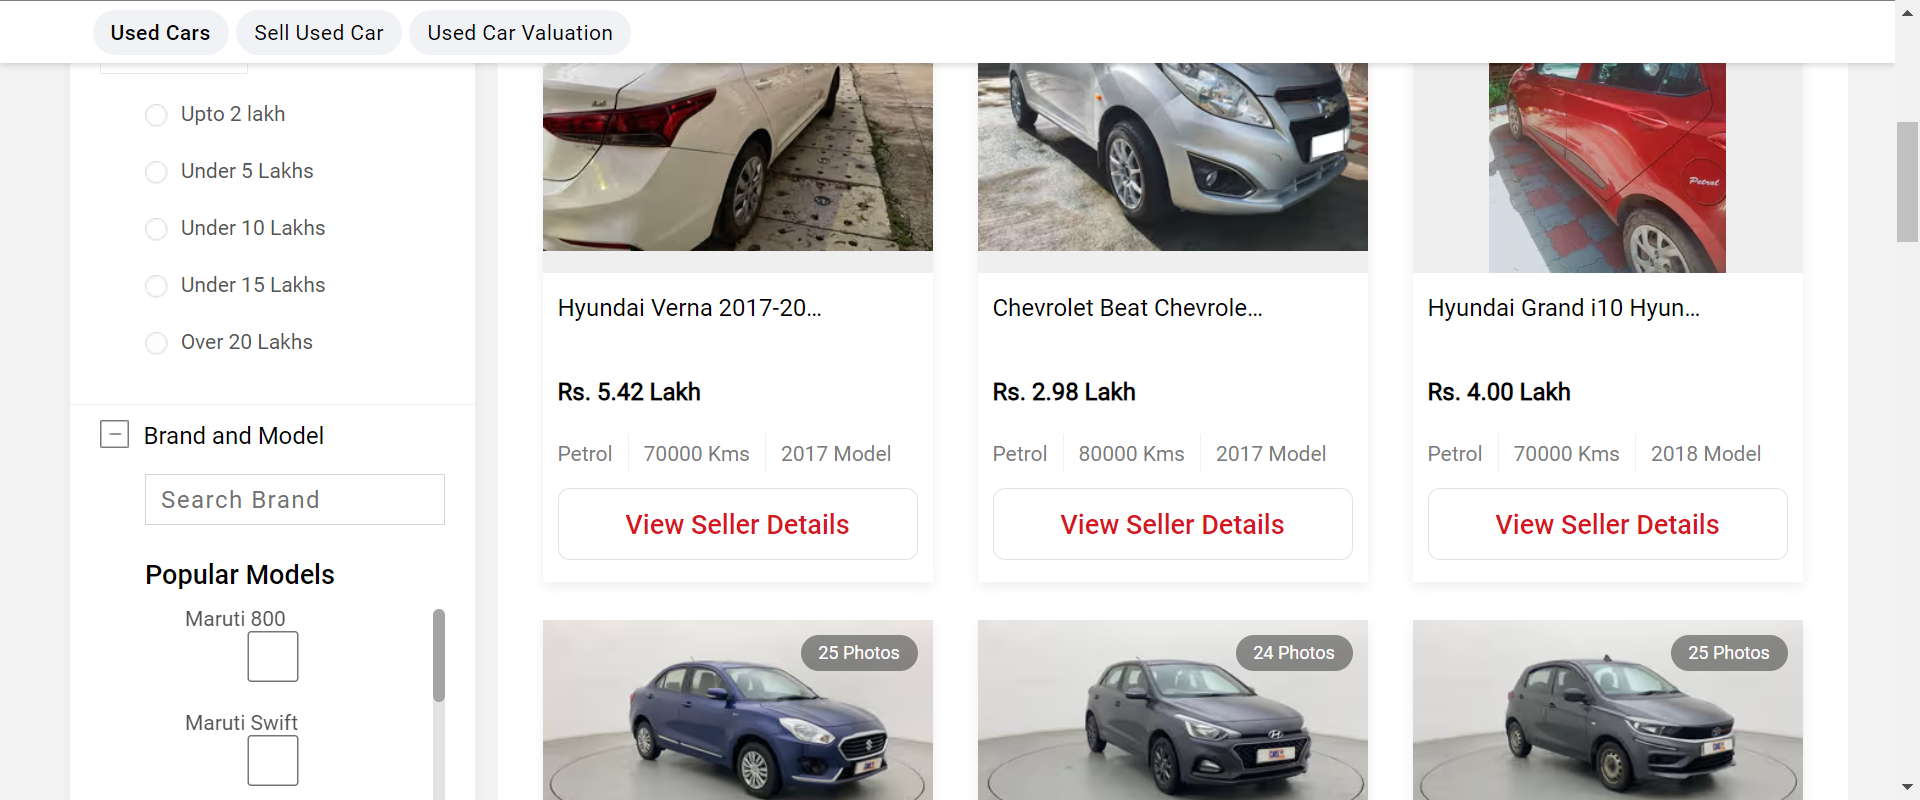 Used Cars
Sell Used Car
Used Car Valuation
Upto 2 lakh
Under 5 Lakhs
Under 10 Lakhs
Under 15 Lakhs
Over 20 Lakhs
Brand and Model
Search Brand
Popular Models
Maruti 800
Maruti Swift
Hyundai Verna 2017-20...
Rs. 5.42 Lakh
Petrol 70000 Kms 2017 Model
View Seller Details
Chevrolet Beat Chevrole...
Rs. 2.98 Lakh
Petrol 80000 Kms 2017 Model
View Seller Details
Petrol
Hyundai Grand i10 Hyun...
Rs. 4.00 Lakh
Petrol 70000 Kms 2018 Model
View Seller Details
25 Photos
24 Photos
25 Photos